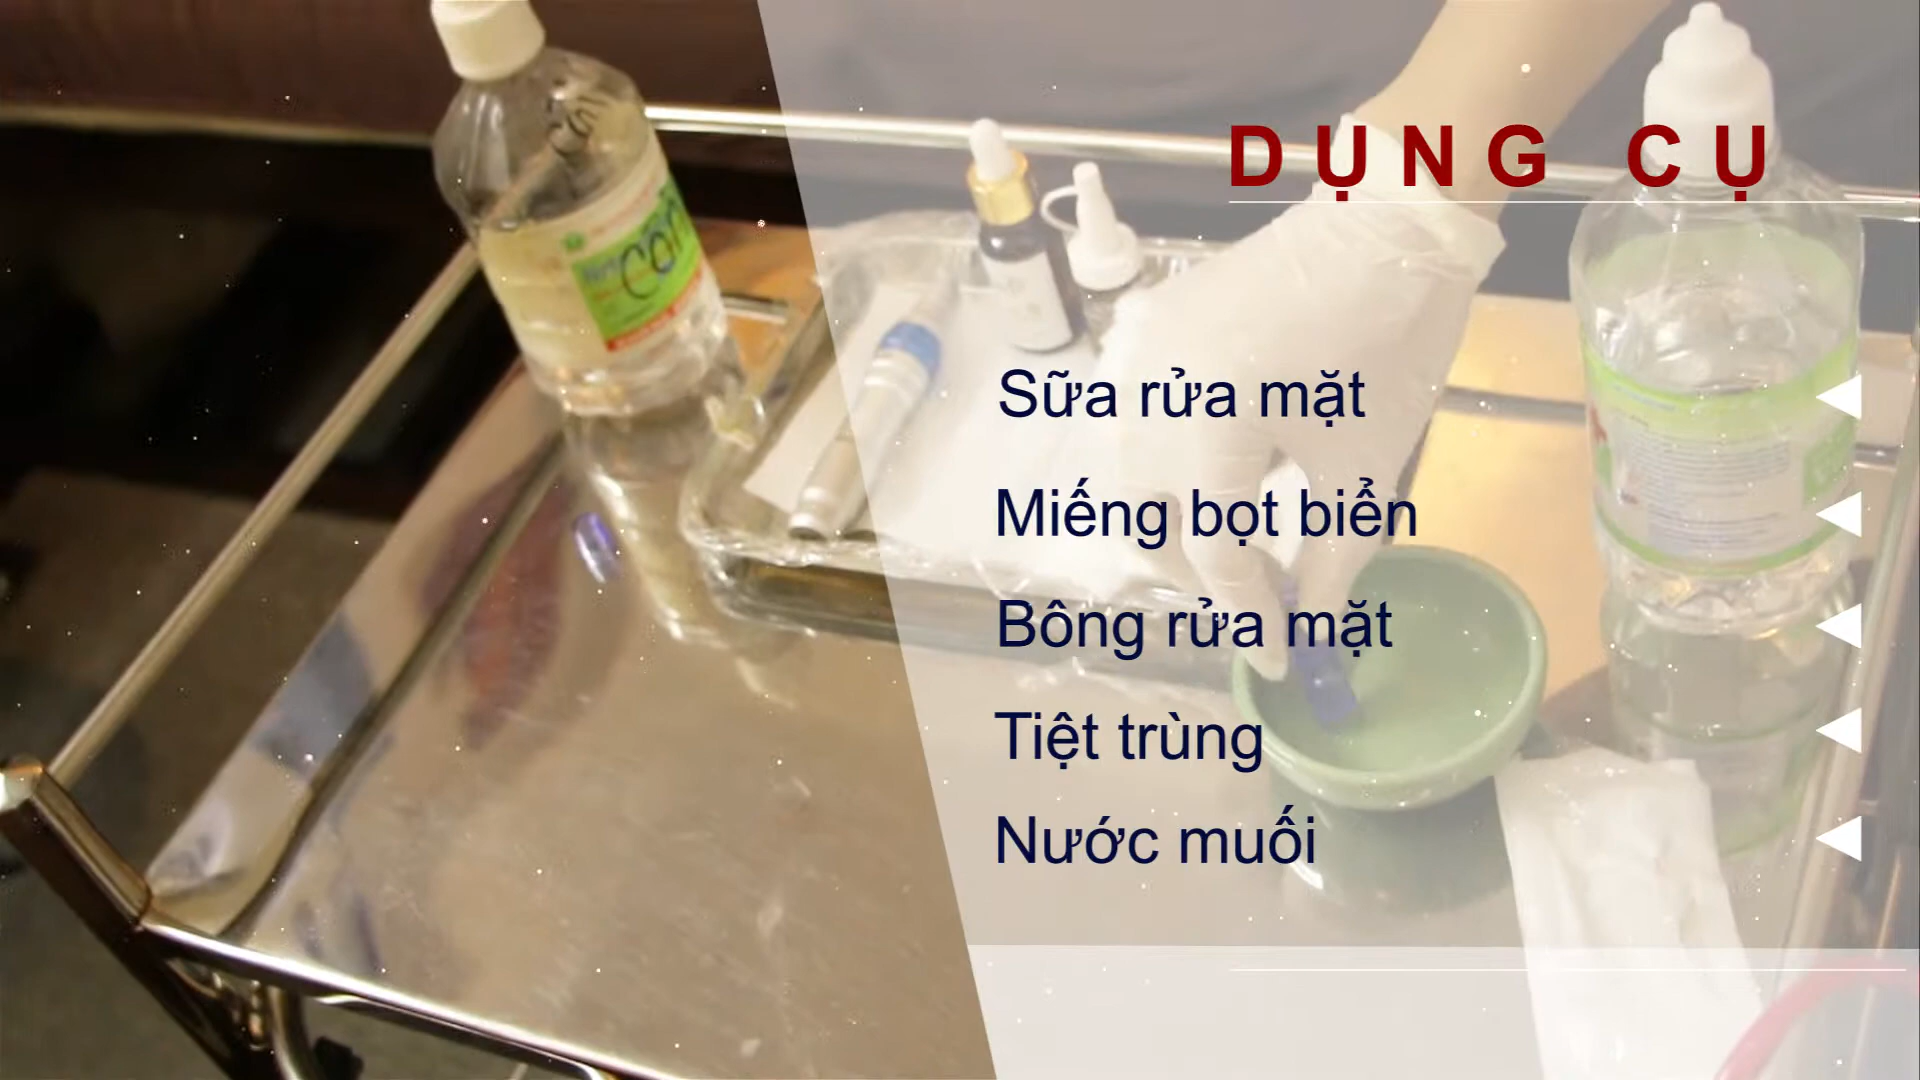 DỤNG CỤ
Sữa rửa mặt
Miếng bọt biển
Bông rửa mặt
Tiệt trùng
Nước muối